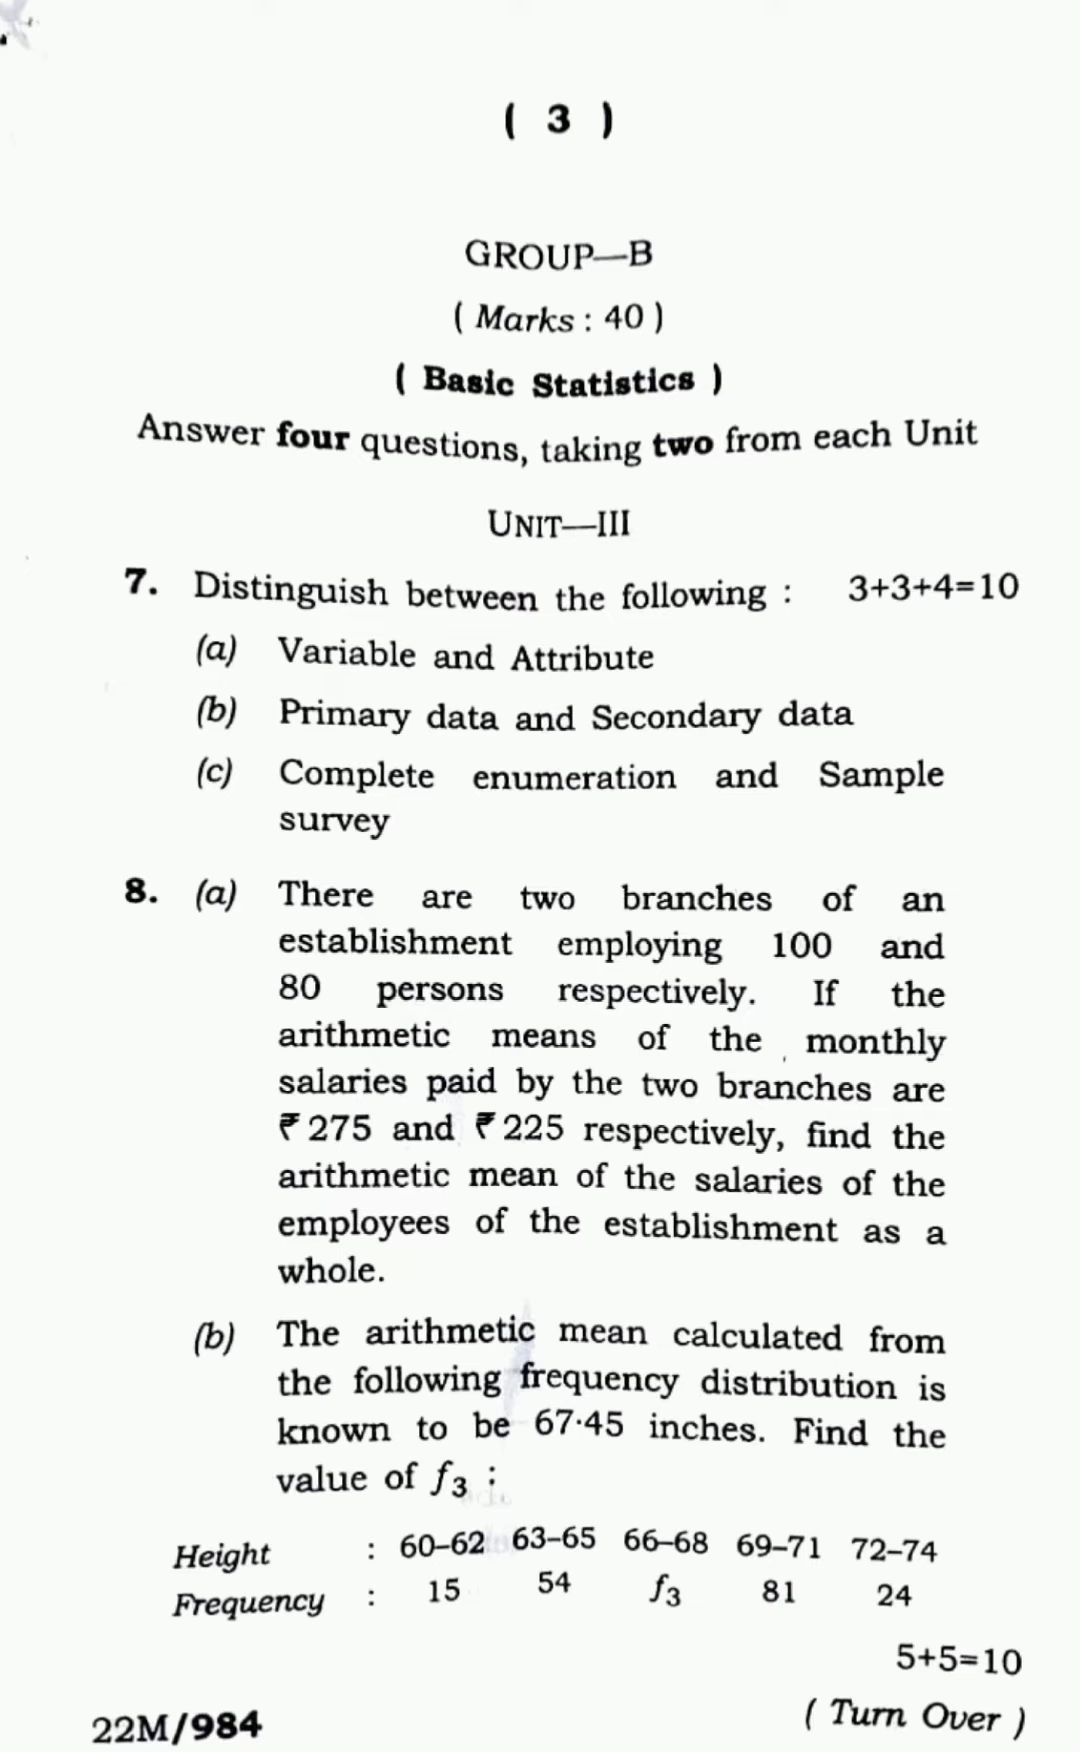 ( 3 )
GROUP—B
( Marks : 40 )
( Basic Statistics )
Answer four questions, taking two from each Unit
UNIT—III
7. Distinguish between the following : 3+3+4=10
(a) Variable and Attribute
(b) Primary data and Secondary data
(c) Complete enumeration and Sample
survey
8. (a) There are two branches of an
establishment employing 100 and
80 persons respectively. If the
arithmetic means of the monthly
salaries paid by the two branches are
₹ 275 and ₹ 225 respectively, find the
arithmetic mean of the salaries of the
employees of the establishment as a
whole.
(b) The arithmetic mean calculated from
the following frequency distribution is
known to be 67·45 inches. Find the
value of f₃ :
Height : 60–62 63–65 66–68 69–71 72–74
Frequency : 15 54 f₃ 81 24
5+5=10
22M/984 ( Turn Over )